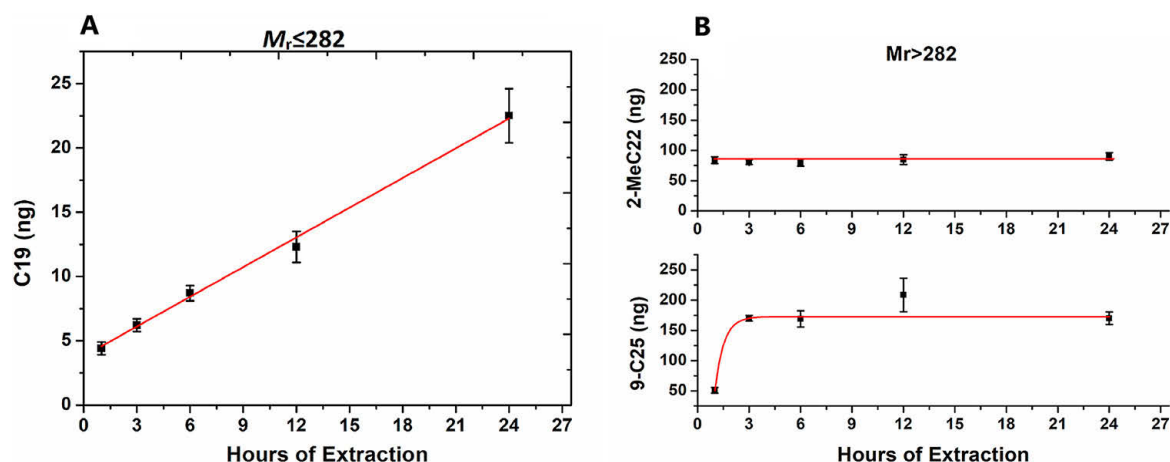 A
Mr≤282
C19 (ng)
25
20
15
10
5
0
0 3 6 9 12 15 18 21 24 27
Hours of Extraction
B
Mr>282
2-MeC22 (ng)
250
200
150
100
50
0
0 3 6 9 12 15 18 21 24 27
9-C25 (ng)
250
200
150
100
50
0 3 6 9 12 15 18 21 24 27
Hours of Extraction